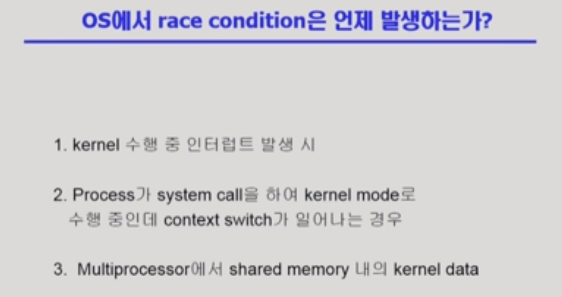 OS에서 race condition은 언제 발생하는가?
1. kernel 수행 중 인터럽트 발생 시
2. Process가 system call을 하여 kernel mode로
수행 중인데 context switch가 일어나는 경우
3. Multiprocessor에서 shared memory 내의 kernel data